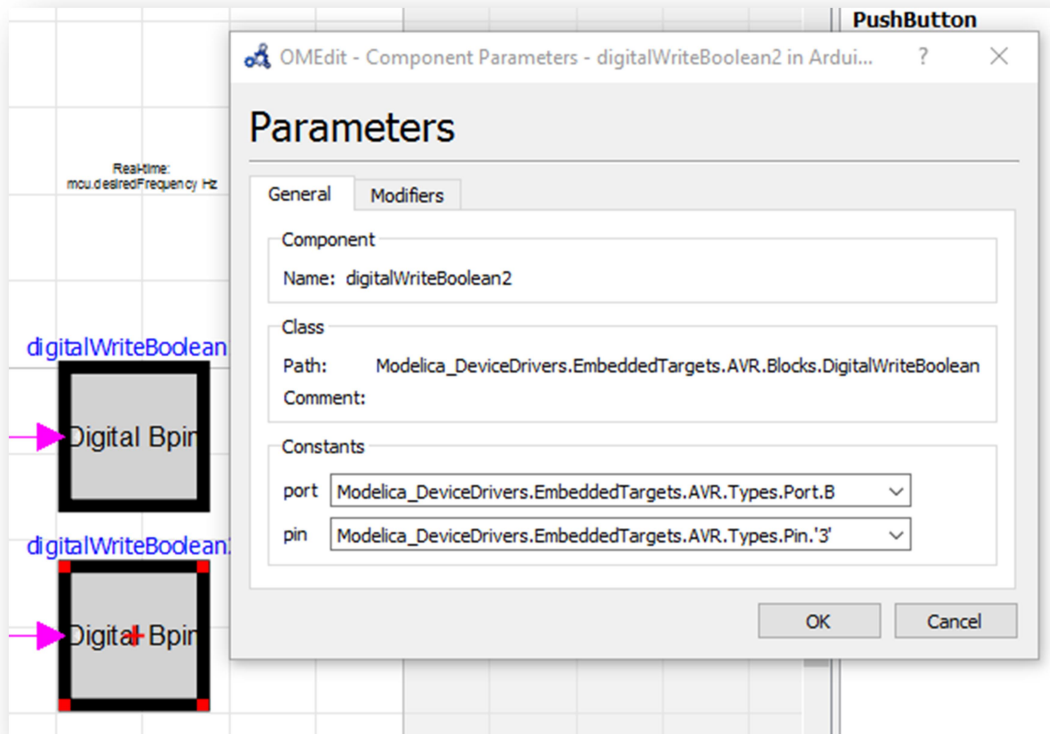 PushButton
OMEdit - Component Parameters - digitalWriteBoolean2 in Ardui...
?
Parameters
General
Modifiers
Component
Name: digitalWriteBoolean2
Class
Path: Modelica_DeviceDrivers.EmbeddedTargets.AVR.Blocks.DigitalWriteBoolean
Comment:
Constants
port Modelica_DeviceDrivers.EmbeddedTargets.AVR.Types.Port.B
pin Modelica_DeviceDrivers.EmbeddedTargets.AVR.Types.Pin.'3'
OK
Cancel
Real-time:
mcu.desiredFrequency Hz
digitalWriteBoolean
Digital Bpin
digitalWriteBoolean
Digital Bpin